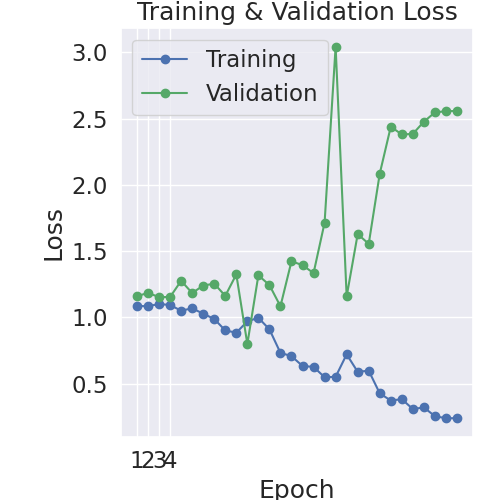 Training & Validation Loss
3.0
2.5
2.0
1.5
1.0
0.5
Loss
Training
Validation
1234
Epoch